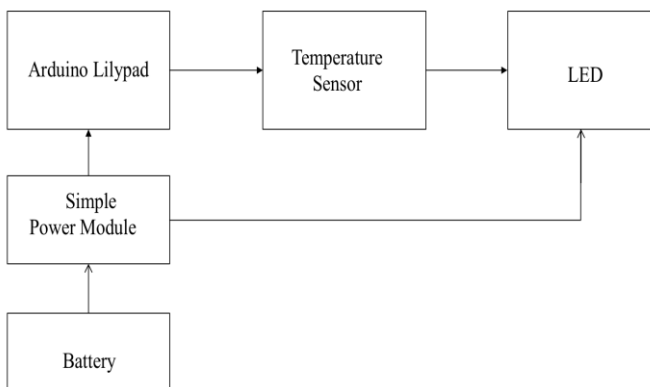 Arduino Lilypad
Temperature
Sensor
LED
Simple
Power Module
Battery